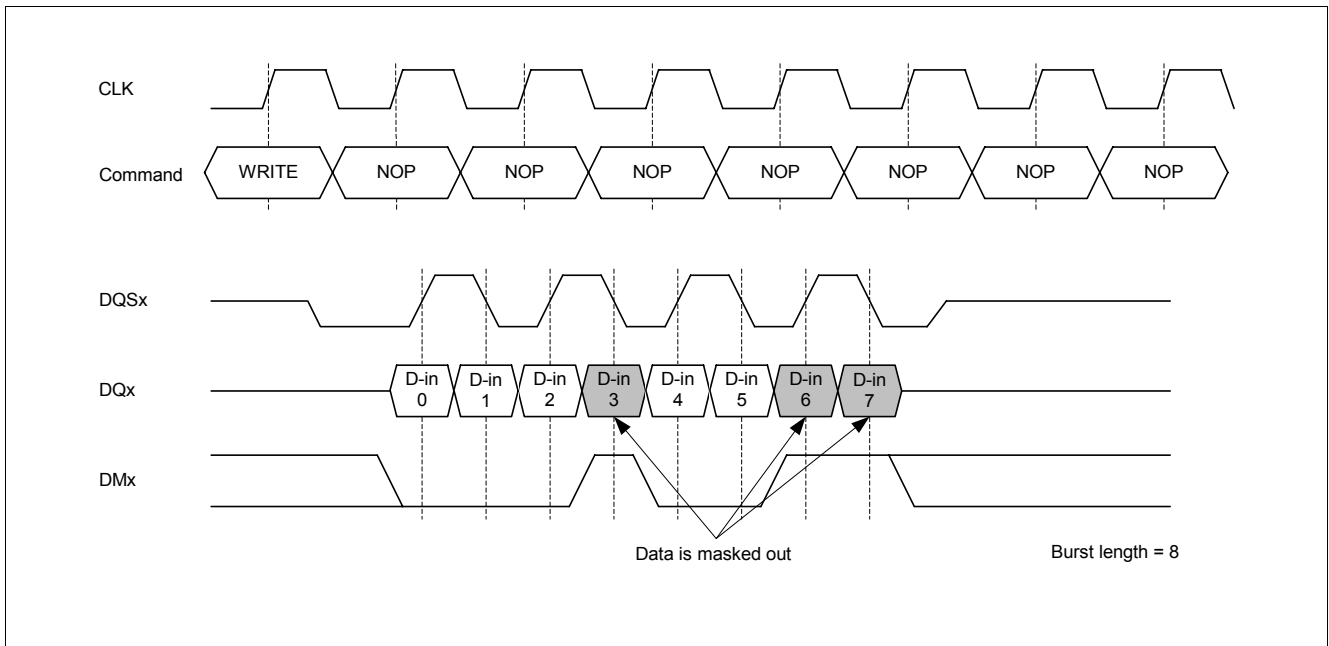 CLK
Command WRITE NOP NOP NOP NOP NOP NOP NOP
DQSx
DQx D-in 0 D-in 1 D-in 2 D-in 3 D-in 4 D-in 5 D-in 6 D-in 7
DMx
Data is masked out
Burst length = 8